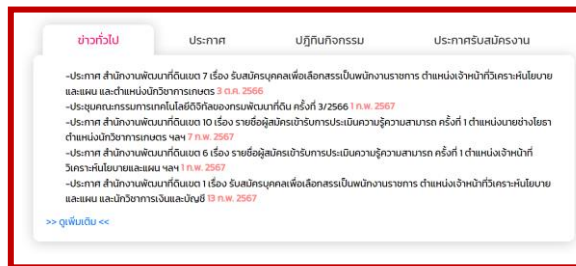 ข่าวทั่วไป ประกาศ ปฎิทินกิจกรรม ประกาศรับสมัครงาน
-ประกาศ สำนักงานพัฒนาที่ดินเขต 7 เรื่อง รับสมัครบุคคลเพื่อเลือกสรรเป็นพนักงานราชการ ตำแหน่งเจ้าหน้าที่วิเคราะห์นโยบาย
และแผน และตำแหน่งนักวิชาการเกษตร 3 ต.ค. 2566
-ประชุมคณะกรรมการเทคโนโลยีดิจิทัลของกรมพัฒนาที่ดิน ครั้งที่ 3/2566 1 ก.พ. 2567
-ประกาศ สำนักงานพัฒนาที่ดินเขต 10 เรื่อง รายชื่อผู้สมัครเข้ารับการประเมินความรู้ความสามารถ ครั้งที่ 1 ตำแหน่งนายช่างโยธา
ตำแหน่งนักวิชาการเกษตร ฯลฯ 7 ก.พ. 2567
-ประกาศ สำนักงานพัฒนาที่ดินเขต 6 เรื่อง รายชื่อผู้สมัครเข้ารับการประเมินความรู้ความสามารถ ครั้งที่ 1 ตำแหน่งเจ้าหน้าที่
วิเคราะห์นโยบายและแผน ฯลฯ 1 ก.พ. 2567
-ประกาศ สำนักงานพัฒนาที่ดินเขต 1 เรื่อง รับสมัครบุคคลเพื่อเลือกสรรเป็นพนักงานราชการ ตำแหน่งเจ้าหน้าที่วิเคราะห์นโยบาย
และแผน และนักวิชาการเงินและบัญชี 13 ก.พ. 2567
>> ดูเพิ่มเติม <<